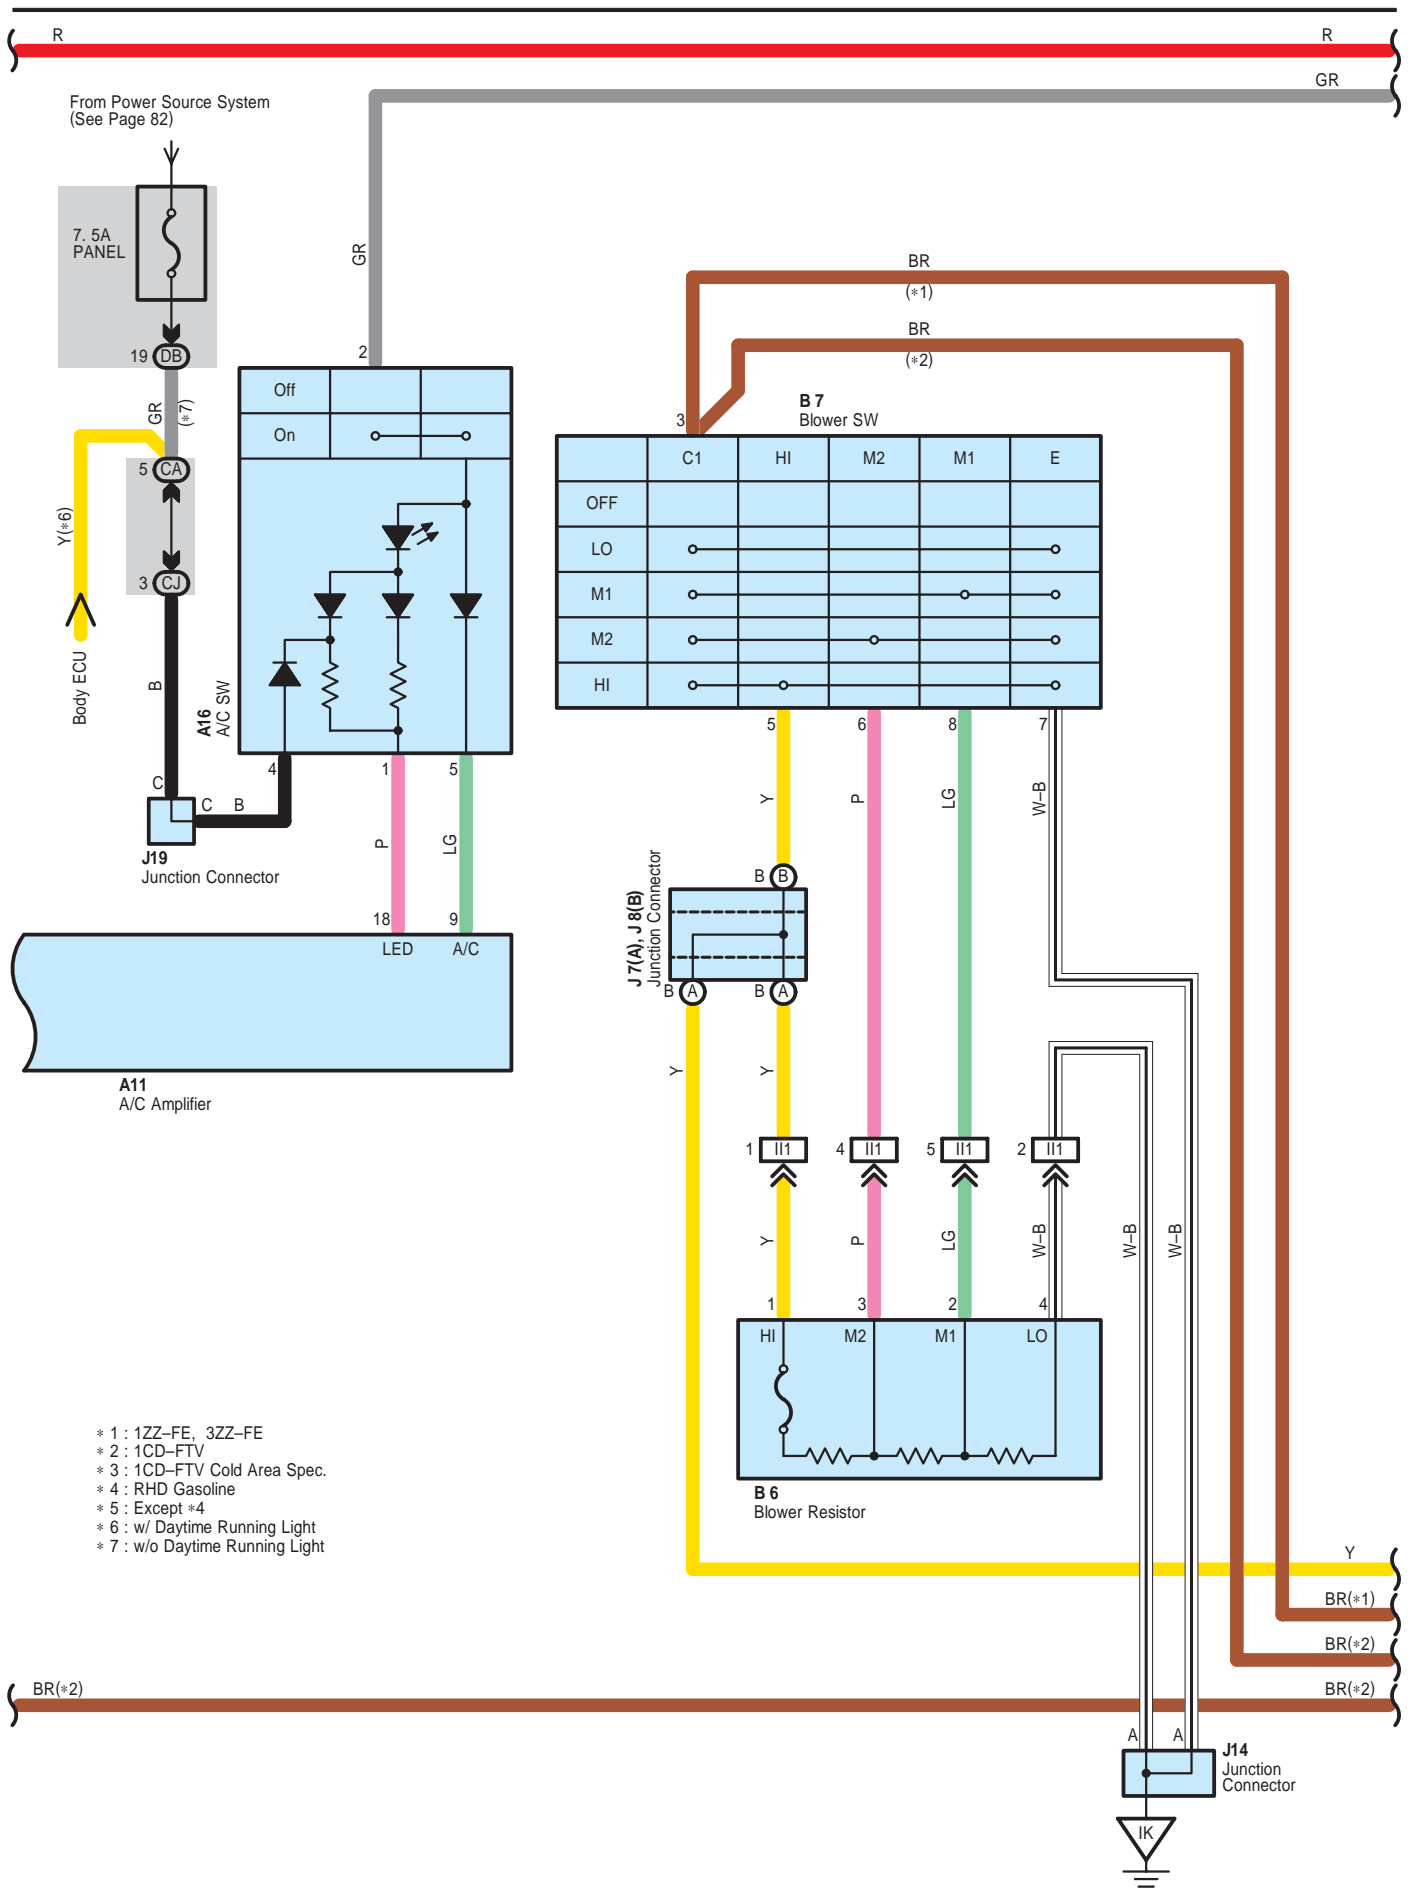 R
R
GR
From Power Source System
(See Page 82)
7. 5A
PANEL
19 DB
GR
(*7)
5 CA
Y(*6)
3 CJ
Body ECU
B
C
C B
J19
Junction Connector
GR
2
Off
On
A16
A/C SW
4
1
5
P
LG
18
9
LED
A/C
A11
A/C Amplifier
BR
(*1)
BR
(*2)
B 7
Blower SW
3
C1 HI M2 M1 E
OFF
LO
M1
M2
HI
5 6 8 7
Y P LG W–B
J 7(A), J 8(B)
Junction Connector
B B
B A
B A
Y Y
1 II1
4 II1
5 II1
2 II1
Y P LG W–B W–B W–B
1 3 2 4
HI M2 M1 LO
B 6
Blower Resistor
* 1 : 1ZZ–FE, 3ZZ–FE
* 2 : 1CD–FTV
* 3 : 1CD–FTV Cold Area Spec.
* 4 : RHD Gasoline
* 5 : Except *4
* 6 : w/ Daytime Running Light
* 7 : w/o Daytime Running Light
Y
BR(*1)
BR(*2)
BR(*2)
BR(*2)
A A
J14
Junction
Connector
IK